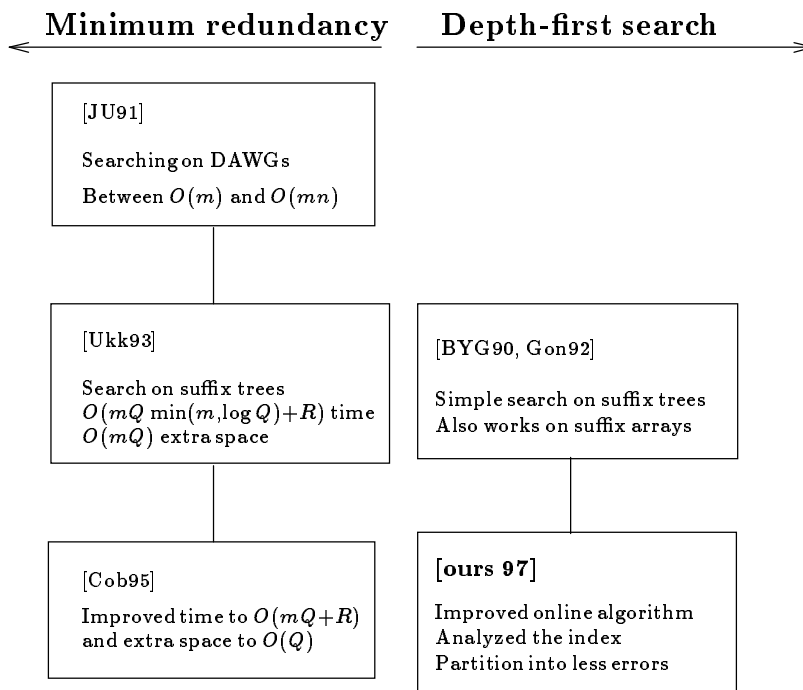 Minimum redundancy
Depth-first search
[JU91]
Searching on DAWGs
Between O(m) and O(mn)
[Ukk93]
Search on suffix trees
O(mQ min(m,log Q)+R) time
O(mQ) extra space
[BYG90, Gon92]
Simple search on suffix trees
Also works on suffix arrays
[Cob95]
Improved time to O(mQ+R)
and extra space to O(Q)
[ours 97]
Improved online algorithm
Analyzed the index
Partition into less errors